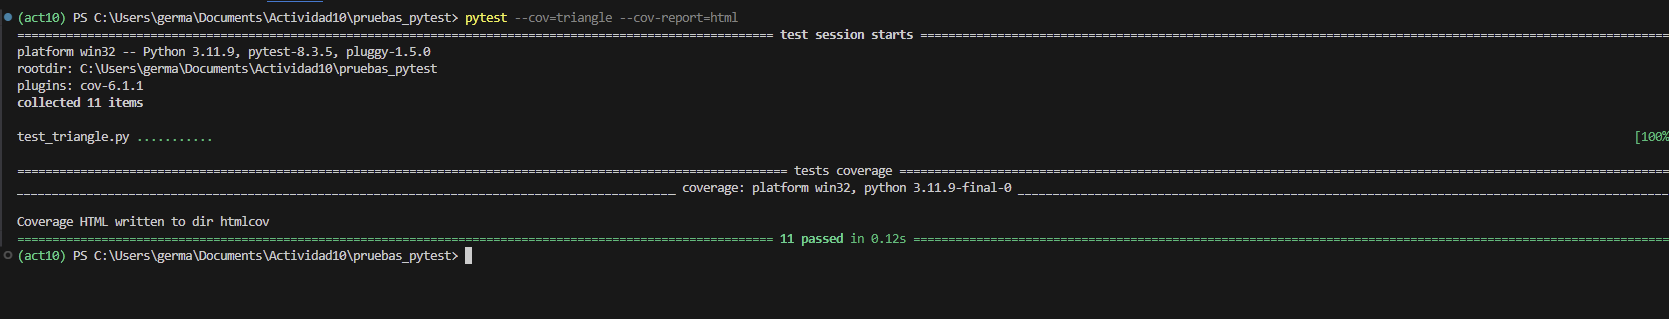 (act10) PS C:\Users\germa\Documents\Actividad10\pruebas_pytest> pytest --cov=triangle --cov-report=html
============================= test session starts =============================
platform win32 -- Python 3.11.9, pytest-8.3.5, pluggy-1.5.0
rootdir: C:\Users\germa\Documents\Actividad10\pruebas_pytest
plugins: cov-6.1.1
collected 11 items
test_triangle.py ........... [100%
============================= tests coverage =============================
_____________________________ coverage: platform win32, python 3.11.9-final-0 _____________________________
Coverage HTML written to dir htmlcov
============================= 11 passed in 0.12s =============================
(act10) PS C:\Users\germa\Documents\Actividad10\pruebas_pytest>